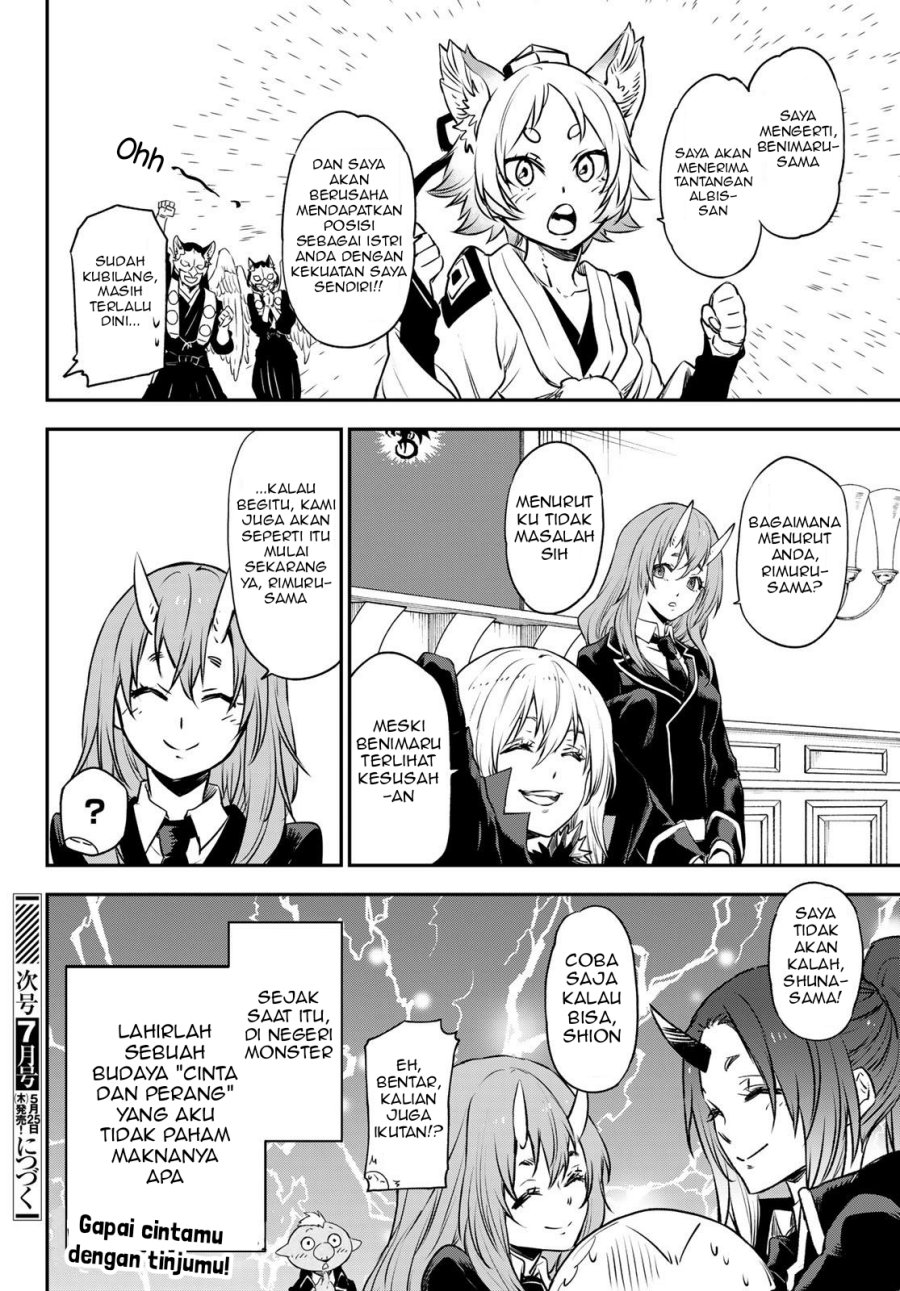 SAYA
MENGERTI,
BENIMARU-
SAMA
SAYA AKAN
MENERIMA
TANTANGAN
ALBIS-
SAN
DAN SAYA
AKAN
BERUSAHA
MENDAPATKAN
POSISI
SEBAGAI ISTRI
ANDA DENGAN
KEKUATAN SAYA
SENDIRI!!
Ohh
SUDAH
KUBILANG,
MASIH
TERLALU
DINI...
BAGAIMANA
MENURUT
ANDA,
RIMURU-
SAMA?
MENURUT
KU TIDAK
MASALAH
SIH
MESKI
BENIMARU
TERLIHAT
KESUSAH
-AN
...KALAU
BEGITU, KAMI
JUGA AKAN
SEPERTI ITU
MULAI
SEKARANG
YA, RIMURU-
SAMA
?
SAYA
TIDAK
AKAN
KALAH,
SHUNA-
SAMA!
COBA
SAJA
KALAU
BISA,
SHION
EH,
BENTAR,
KALIAN
JUGA
IKUTAN!?
SEJAK
SAAT ITU,
DI NEGERI
MONSTER
LAHIRLAH
SEBUAH
BUDAYA "CINTA
DAN PERANG"
YANG AKU
TIDAK PAHAM
MAKNANYA
APA
Gapai cintamu
dengan tinjumu!
次号7月号5月25日(木)発売!につづく